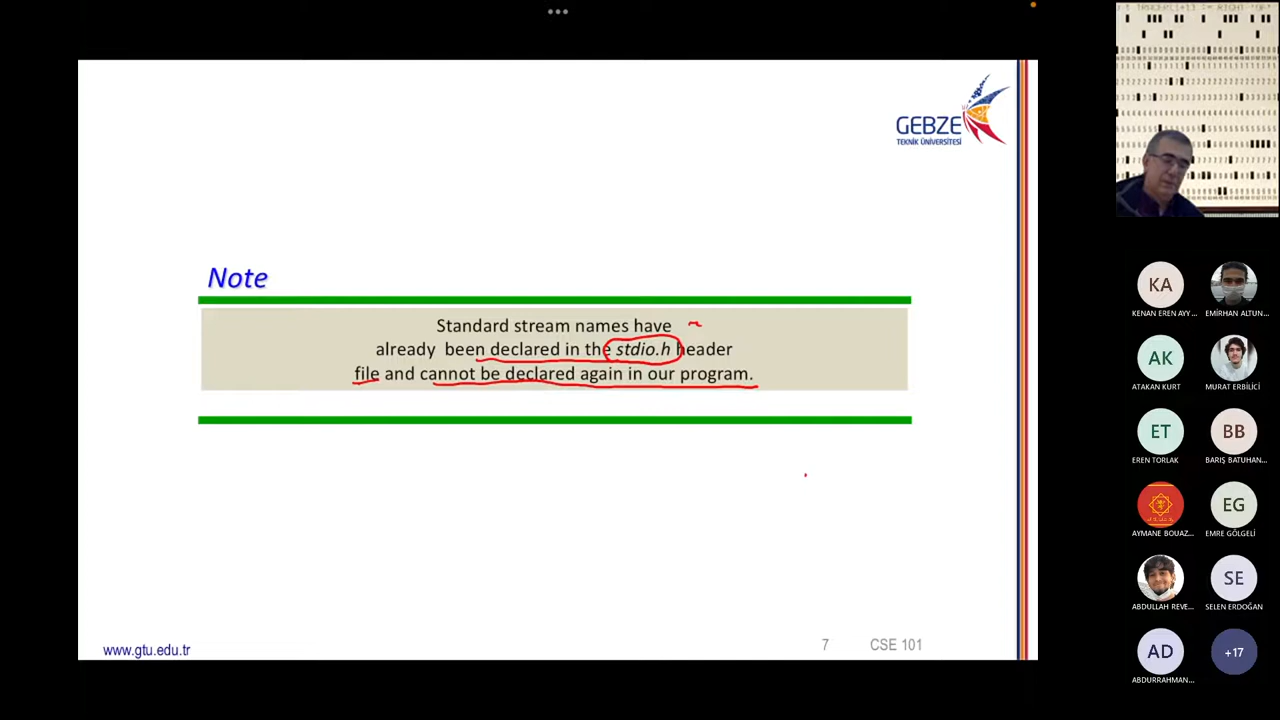 GEBZE
TEKNİK ÜNİVERSİTESİ
Note
Standard stream names have
already been declared in the stdio.h header
file and cannot be declared again in our program.
www.gtu.edu.tr
7
CSE 101
KA
KENAN EREN AYY...
EMİRHAN ALTUN...
AK
ATAKAN KURT
MURAT ERBİLİCİ
ET
EREN TORLAK
BB
BARIŞ BATUHAN...
AYMANE BOUAZ...
EG
EMRE GÖLGELİ
ABDULLAH REVE...
SE
SELEN ERDOĞAN
AD
ABDURRAHMAN...
+17